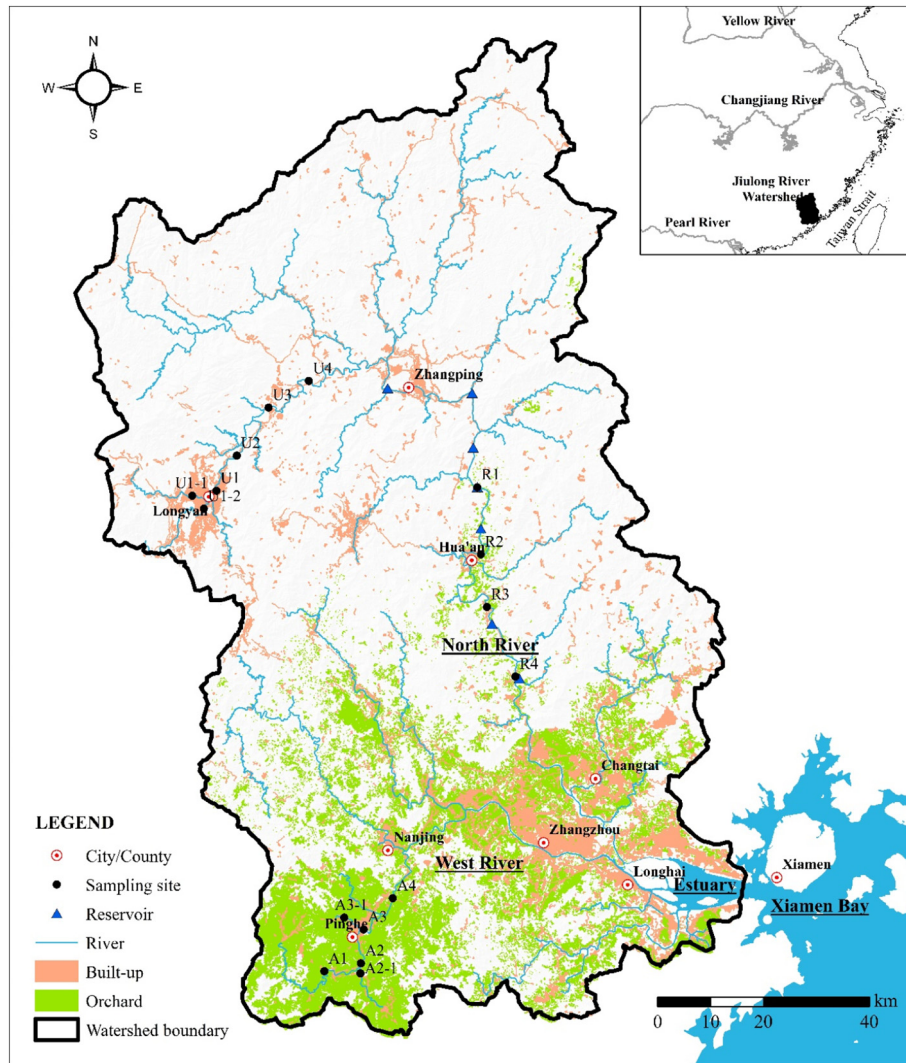 N
W E
S
Yellow River
Changjiang River
Jiulong River
Watershed
Pearl River
Taiwan Strait
U4
Zhangping
U3
U2
U1-1
U1
U1-2
Longyan
R1
R2
Hua'an
R3
North River
R4
Changtai
Zhangzhou
Nanjing
West River
Longhai
Estuary
Xiamen
Xiamen Bay
A4
A3-1
A3
Pinghe
A2
A1
A2-1
LEGEND
City/County
Sampling site
Reservoir
River
Built-up
Orchard
Watershed boundary
km
0 10 20 30 40